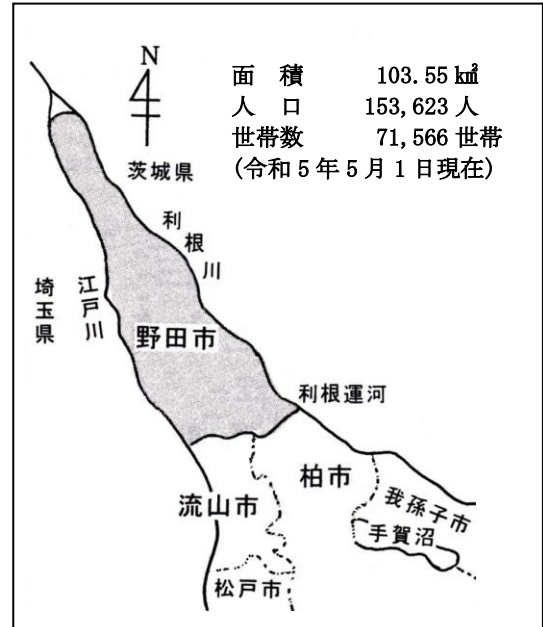 N
面 積 103.55 k㎡
人 口 153,623 人
世帯数 71,566 世帯
(令和5年5月1日現在)
茨城県
利根川
埼玉県
江戸川
野田市
利根運河
柏市
流山市
我孫子市
手賀沼
松戸市